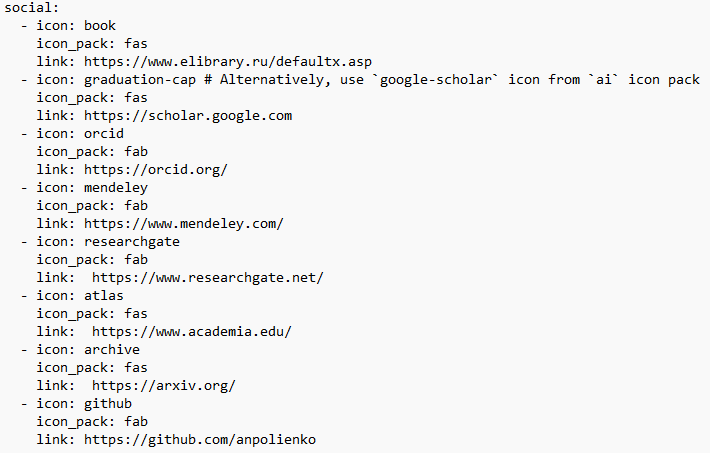 social:
  - icon: book
    icon_pack: fas
    link: https://www.elibrary.ru/defaultx.asp
  - icon: graduation-cap # Alternatively, use `google-scholar` icon from `ai` icon pack
    icon_pack: fas
    link: https://scholar.google.com
  - icon: orcid
    icon_pack: fab
    link: https://orcid.org/
  - icon: mendeley
    icon_pack: fab
    link: https://www.mendeley.com/
  - icon: researchgate
    icon_pack: fab
    link:  https://www.researchgate.net/
  - icon: atlas
    icon_pack: fas
    link:  https://www.academia.edu/
  - icon: archive
    icon_pack: fas
    link:  https://arxiv.org/
  - icon: github
    icon_pack: fab
    link: https://github.com/anpolienko